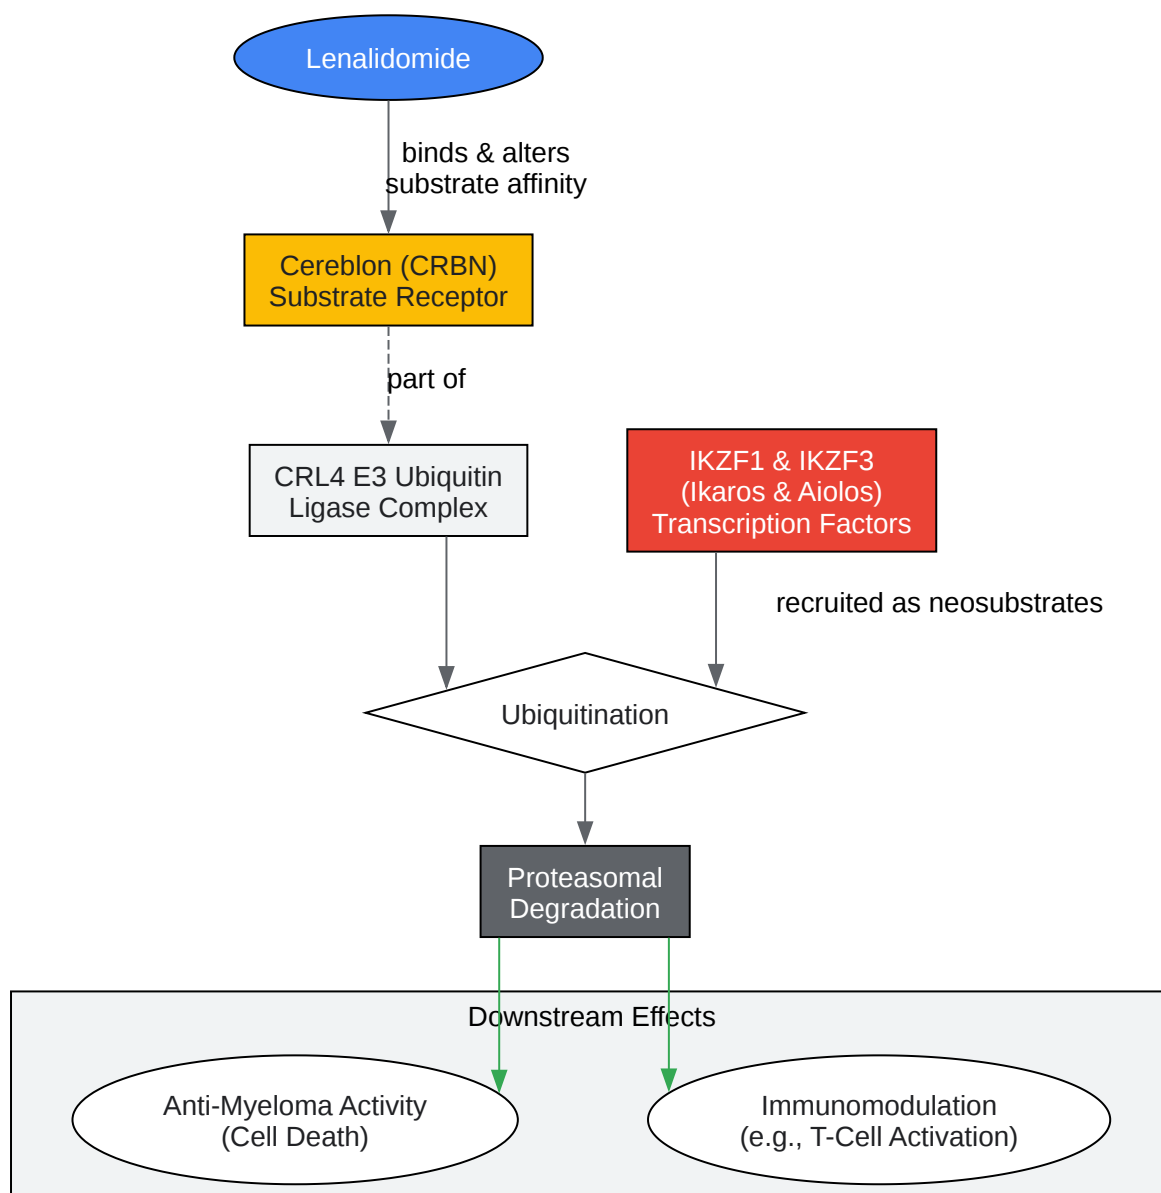 Lenalidomide
binds & alters
substrate affinity
Cereblon (CRBN)
Substrate Receptor
part of
CRL4 E3 Ubiquitin
Ligase Complex
IKZF1 & IKZF3
(Ikaros & Aiolos)
Transcription Factors
recruited as neosubstrates
Ubiquitination
Proteasomal
Degradation
Downstream Effects
Anti-Myeloma Activity
(Cell Death)
Immunomodulation
(e.g., T-Cell Activation)